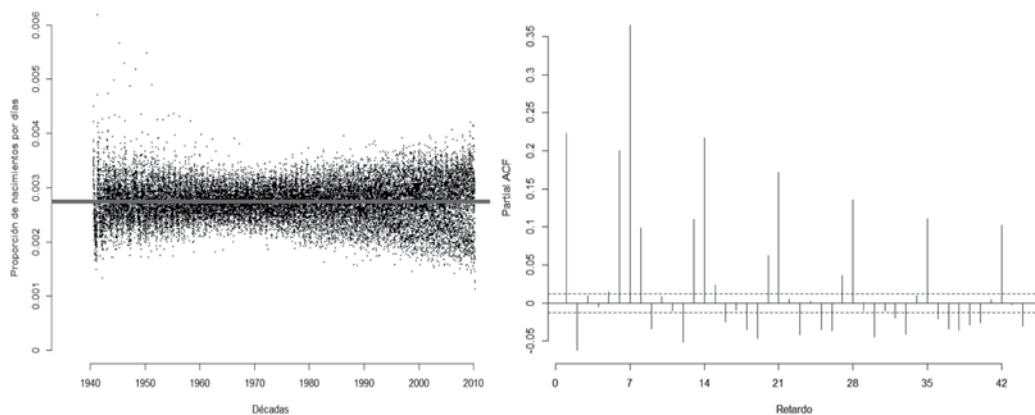 Proporción de nacimientos por días
0.006
0.005
0.004
0.003
0.002
0.001
0
1940 1950 1960 1970 1980 1990 2000 2010
Décadas
Partial ACF
0.35
0.3
0.25
0.2
0.15
0.1
0.05
0
-0.05
0 7 14 21 28 35 42
Retardo